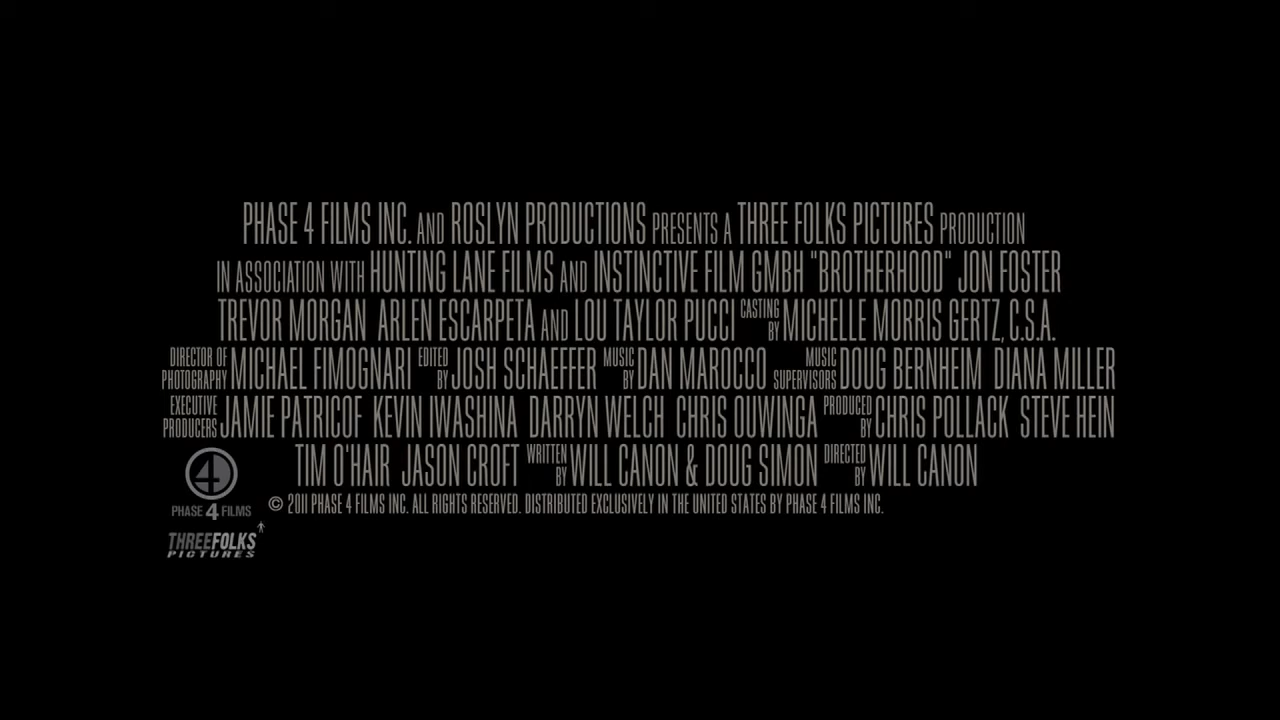 PHASE 4 FILMS INC. AND ROSLYN PRODUCTIONS PRESENTS A THREE FOLKS PICTURES PRODUCTION
IN ASSOCIATION WITH HUNTING LANE FILMS AND INSTINCTIVE FILM GMBH "BROTHERHOOD" JON FOSTER
TREVOR MORGAN ARLEN ESCARPETA AND LOU TAYLOR PUCCI CASTING BY MICHELLE MORRIS GERTZ, C.S.A.
DIRECTOR OF PHOTOGRAPHY MICHAEL FIMOGNARI EDITED BY JOSH SCHAEFFER MUSIC BY DAN MAROCCO MUSIC SUPERVISORS DOUG BERNHEIM DIANA MILLER
EXECUTIVE PRODUCERS JAMIE PATRICOF KEVIN IWASHINA DARRYN WELCH CHRIS OUWINGA PRODUCED BY CHRIS POLLACK STEVE HEIN
TIM O'HAIR JASON CROFT WRITTEN BY WILL CANON & DOUG SIMON DIRECTED BY WILL CANON
4
PHASE 4 FILMS
© 2011 PHASE 4 FILMS INC. ALL RIGHTS RESERVED. DISTRIBUTED EXCLUSIVELY IN THE UNITED STATES BY PHASE 4 FILMS INC.
THREEFOLKS
PICTURES